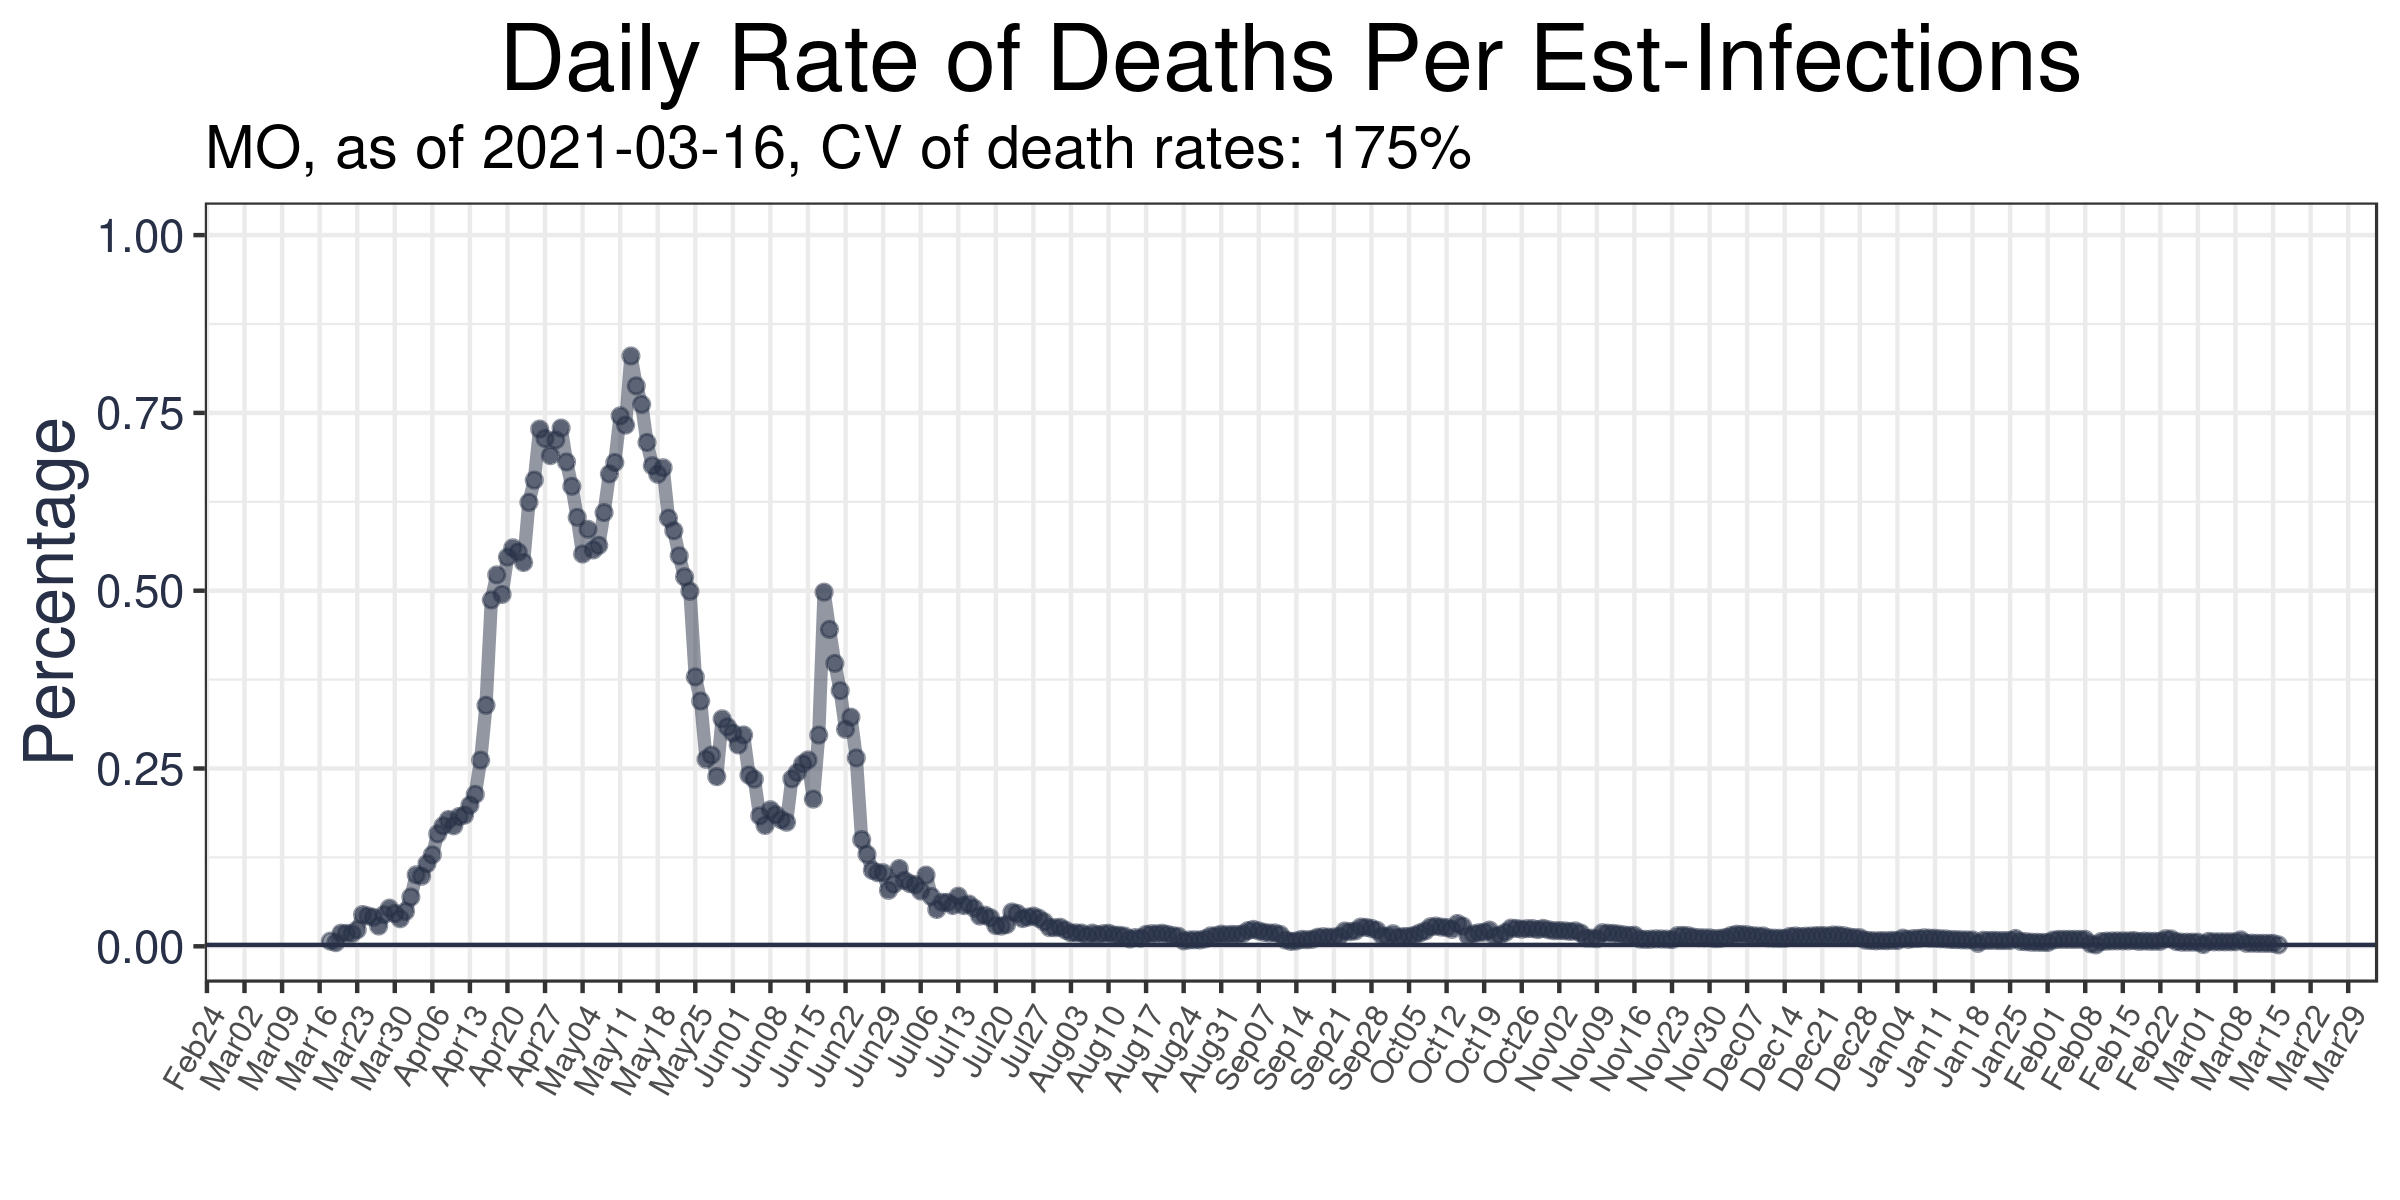 Daily Rate of Deaths Per Est-Infections
MO, as of 2021-03-16, CV of death rates: 175%
Percentage
1.00
0.75
0.50
0.25
0.00
Feb24 Mar02 Mar09 Mar16 Mar23 Mar30 Apr06 Apr13 Apr20 Apr27 May04 May11 May18 May25 Jun01 Jun08 Jun15 Jun22 Jun29 Jul06 Jul13 Jul20 Jul27 Aug03 Aug10 Aug17 Aug24 Aug31 Sep07 Sep14 Sep21 Sep28 Oct05 Oct12 Oct19 Oct26 Nov02 Nov09 Nov16 Nov23 Nov30 Dec07 Dec14 Dec21 Dec28 Jan04 Jan11 Jan18 Jan25 Feb01 Feb08 Feb15 Feb22 Mar01 Mar08 Mar15 Mar22 Mar29